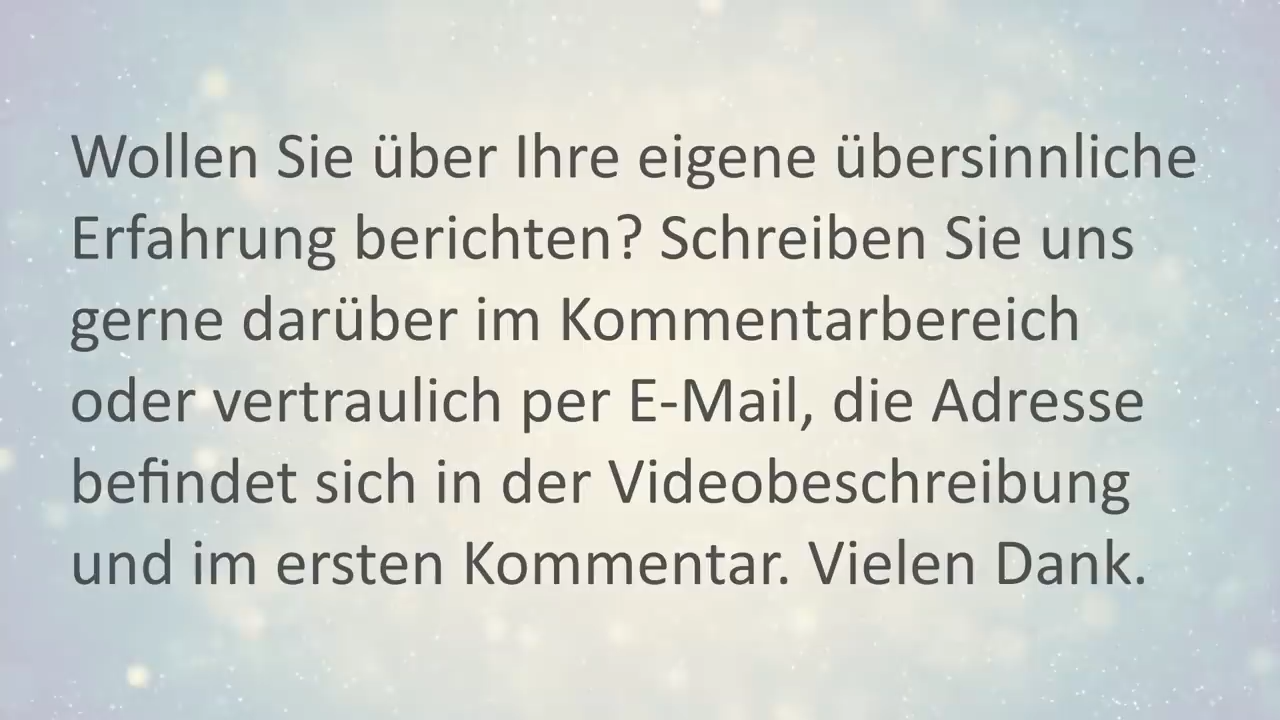 Wollen Sie über Ihre eigene übersinnliche
Erfahrung berichten? Schreiben Sie uns
gerne darüber im Kommentarbereich
oder vertraulich per E-Mail, die Adresse
befindet sich in der Videobeschreibung
und im ersten Kommentar. Vielen Dank.